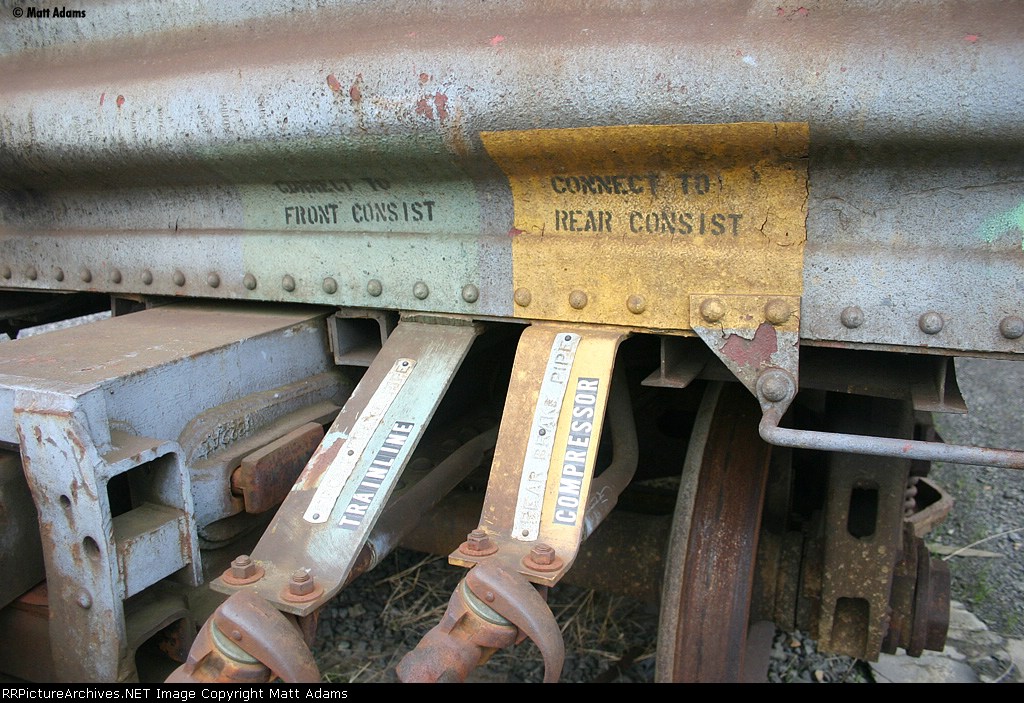 © Matt Adams
CONNECT TO
FRONT CONSIST
CONNECT TO
REAR CONSIST
TRAINLINE
REAR BRAKE PIPE
COMPRESSOR
RRPictureArchives.NET Image Copyright Matt Adams